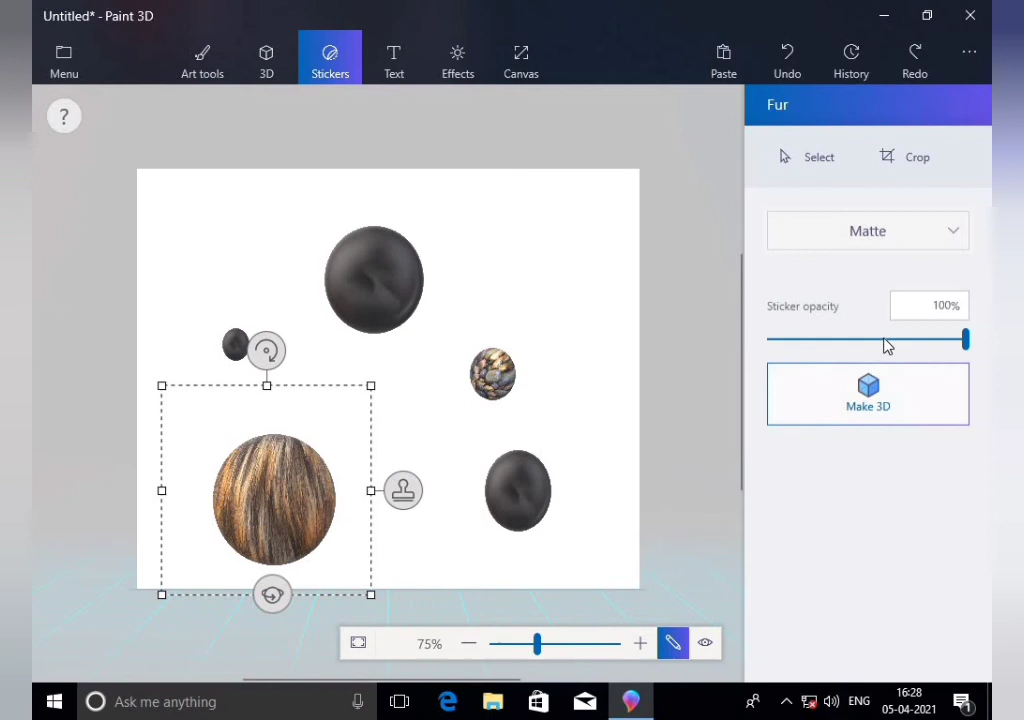 Untitled* - Paint 3D
Menu
Art tools
3D
Stickers
Text
Effects
Canvas
Paste
Undo
History
Redo
?
Fur
Select
Crop
Matte
Sticker opacity
100%
Make 3D
75%
Ask me anything
ENG
16:28
05-04-2021
1